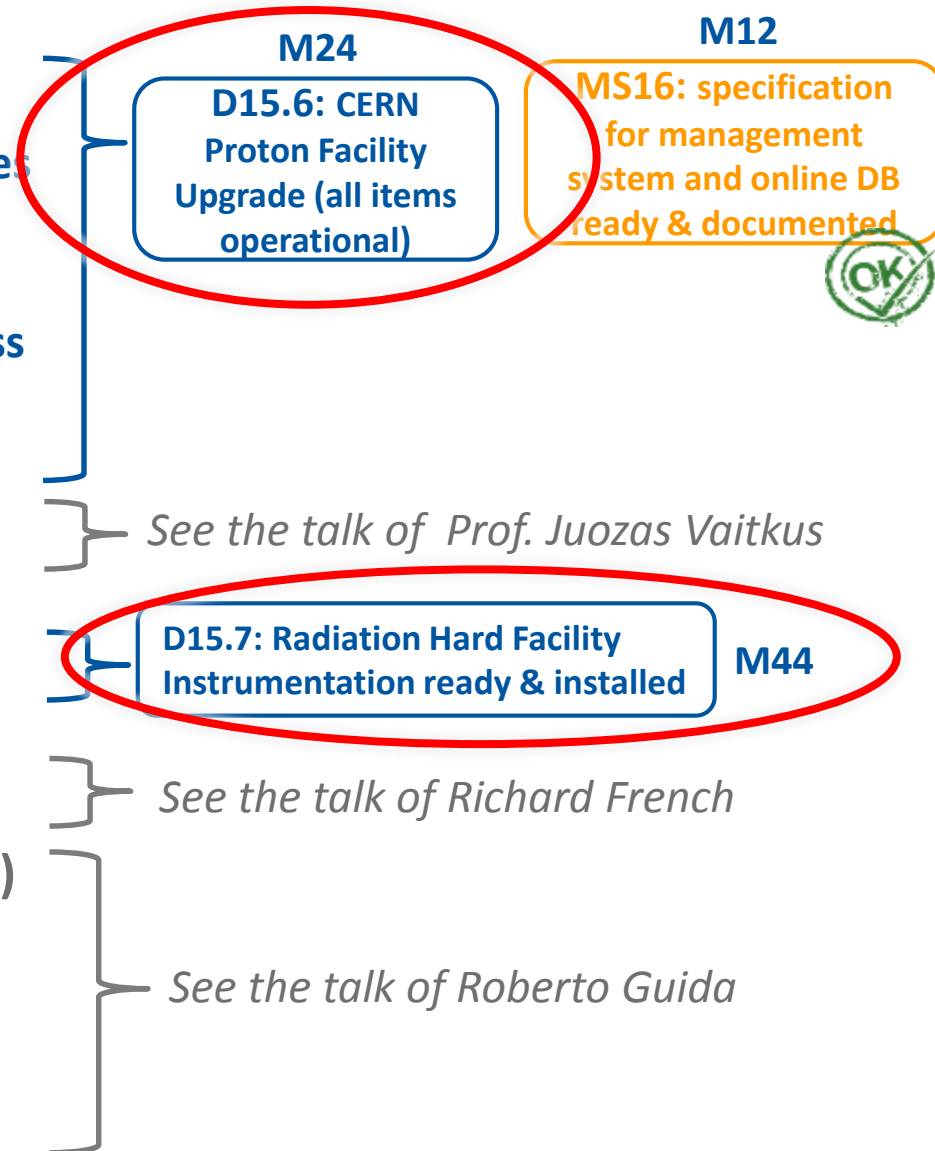 M24
M12
D15.6: CERN
Proton Facility
Upgrade (all items
operational)
MS16: specification
for management
system and online DB
ready & documented
OK
es
ss
See the talk of Prof. Juozas Vaitkus
D15.7: Radiation Hard Facility
Instrumentation ready & installed
M44
See the talk of Richard French
)
See the talk of Roberto Guida